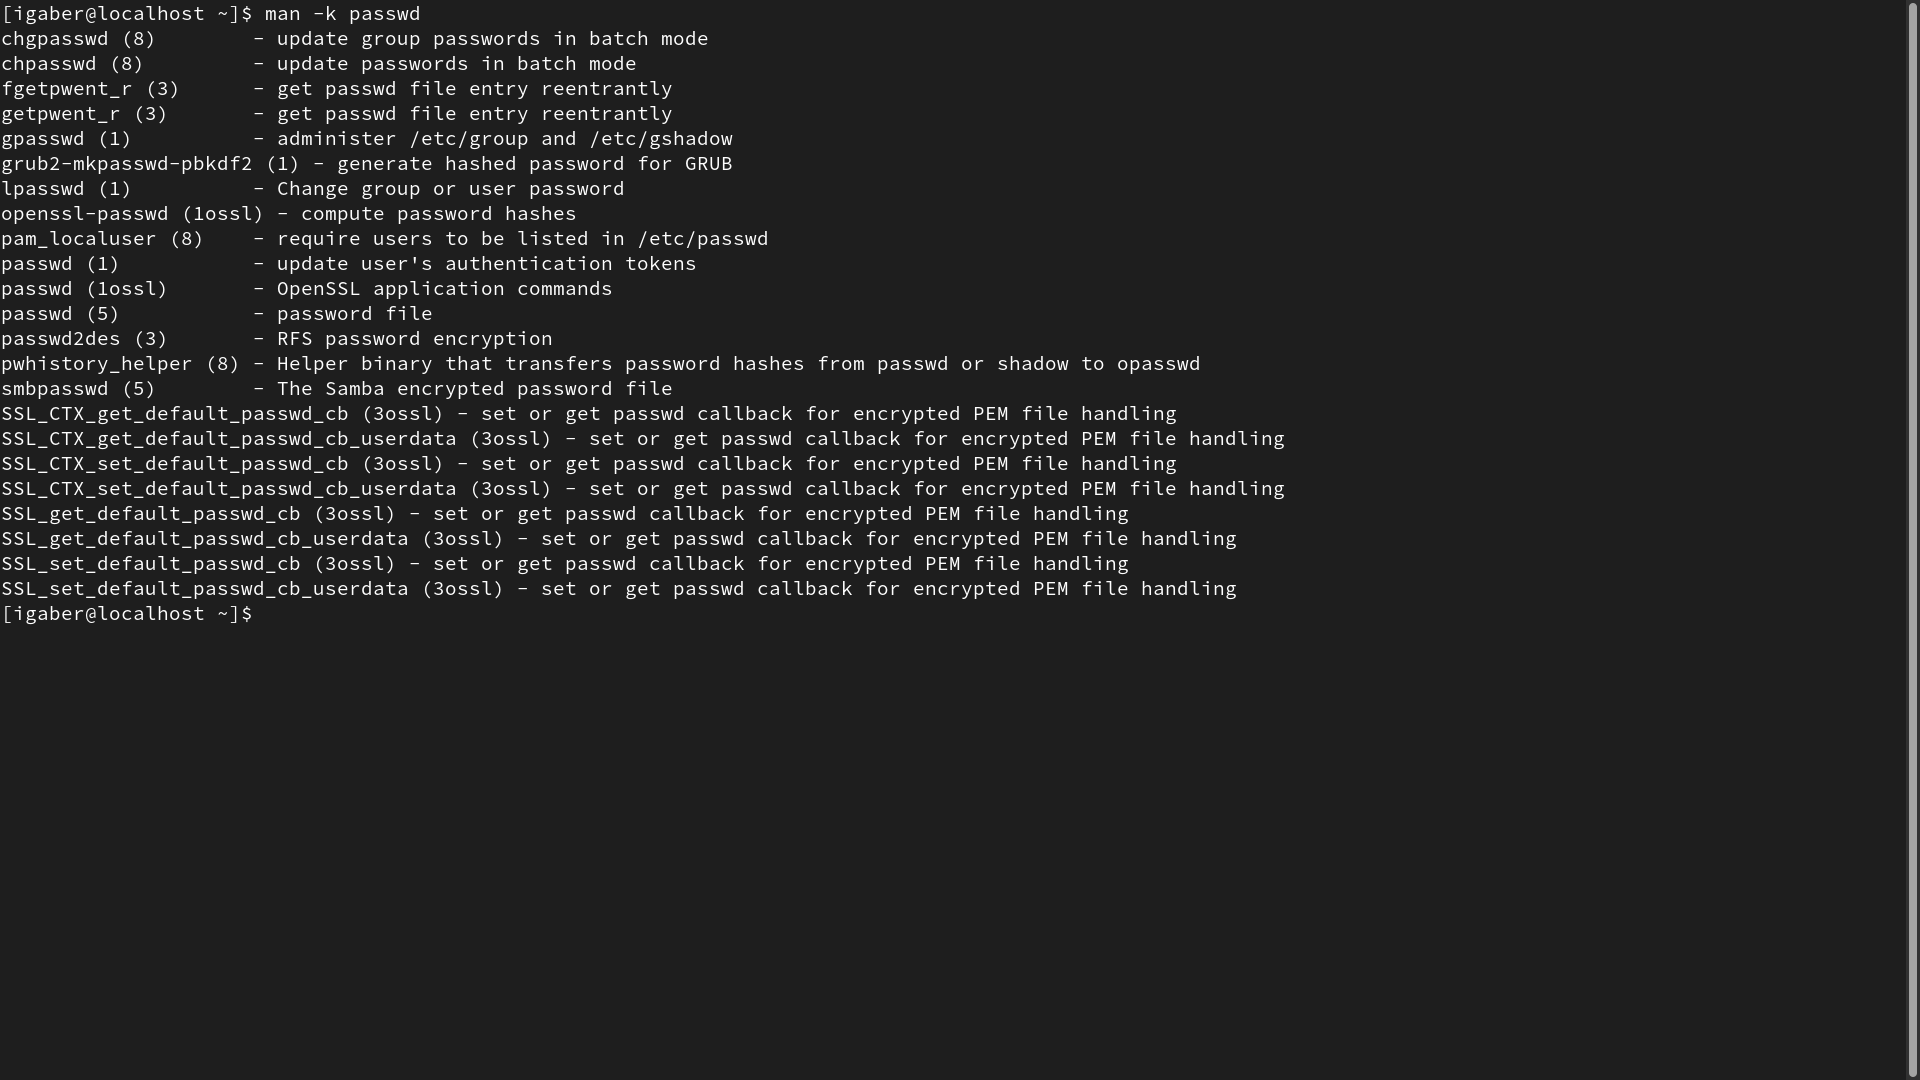 [igaber@localhost ~]$ man -k passwd
chgpasswd (8)        - update group passwords in batch mode
chpasswd (8)         - update passwords in batch mode
fgetpwent_r (3)      - get passwd file entry reentrantly
getpwent_r (3)       - get passwd file entry reentrantly
gpasswd (1)          - administer /etc/group and /etc/gshadow
grub2-mkpasswd-pbkdf2 (1) - generate hashed password for GRUB
lpasswd (1)          - Change group or user password
openssl-passwd (1ossl) - compute password hashes
pam_localuser (8)    - require users to be listed in /etc/passwd
passwd (1)           - update user's authentication tokens
passwd (1ossl)       - OpenSSL application commands
passwd (5)           - password file
passwd2des (3)       - RFS password encryption
pwhistory_helper (8) - Helper binary that transfers password hashes from passwd or shadow to opasswd
smbpasswd (5)        - The Samba encrypted password file
SSL_CTX_get_default_passwd_cb (3ossl) - set or get passwd callback for encrypted PEM file handling
SSL_CTX_get_default_passwd_cb_userdata (3ossl) - set or get passwd callback for encrypted PEM file handling
SSL_CTX_set_default_passwd_cb (3ossl) - set or get passwd callback for encrypted PEM file handling
SSL_CTX_set_default_passwd_cb_userdata (3ossl) - set or get passwd callback for encrypted PEM file handling
SSL_get_default_passwd_cb (3ossl) - set or get passwd callback for encrypted PEM file handling
SSL_get_default_passwd_cb_userdata (3ossl) - set or get passwd callback for encrypted PEM file handling
SSL_set_default_passwd_cb (3ossl) - set or get passwd callback for encrypted PEM file handling
SSL_set_default_passwd_cb_userdata (3ossl) - set or get passwd callback for encrypted PEM file handling
[igaber@localhost ~]$